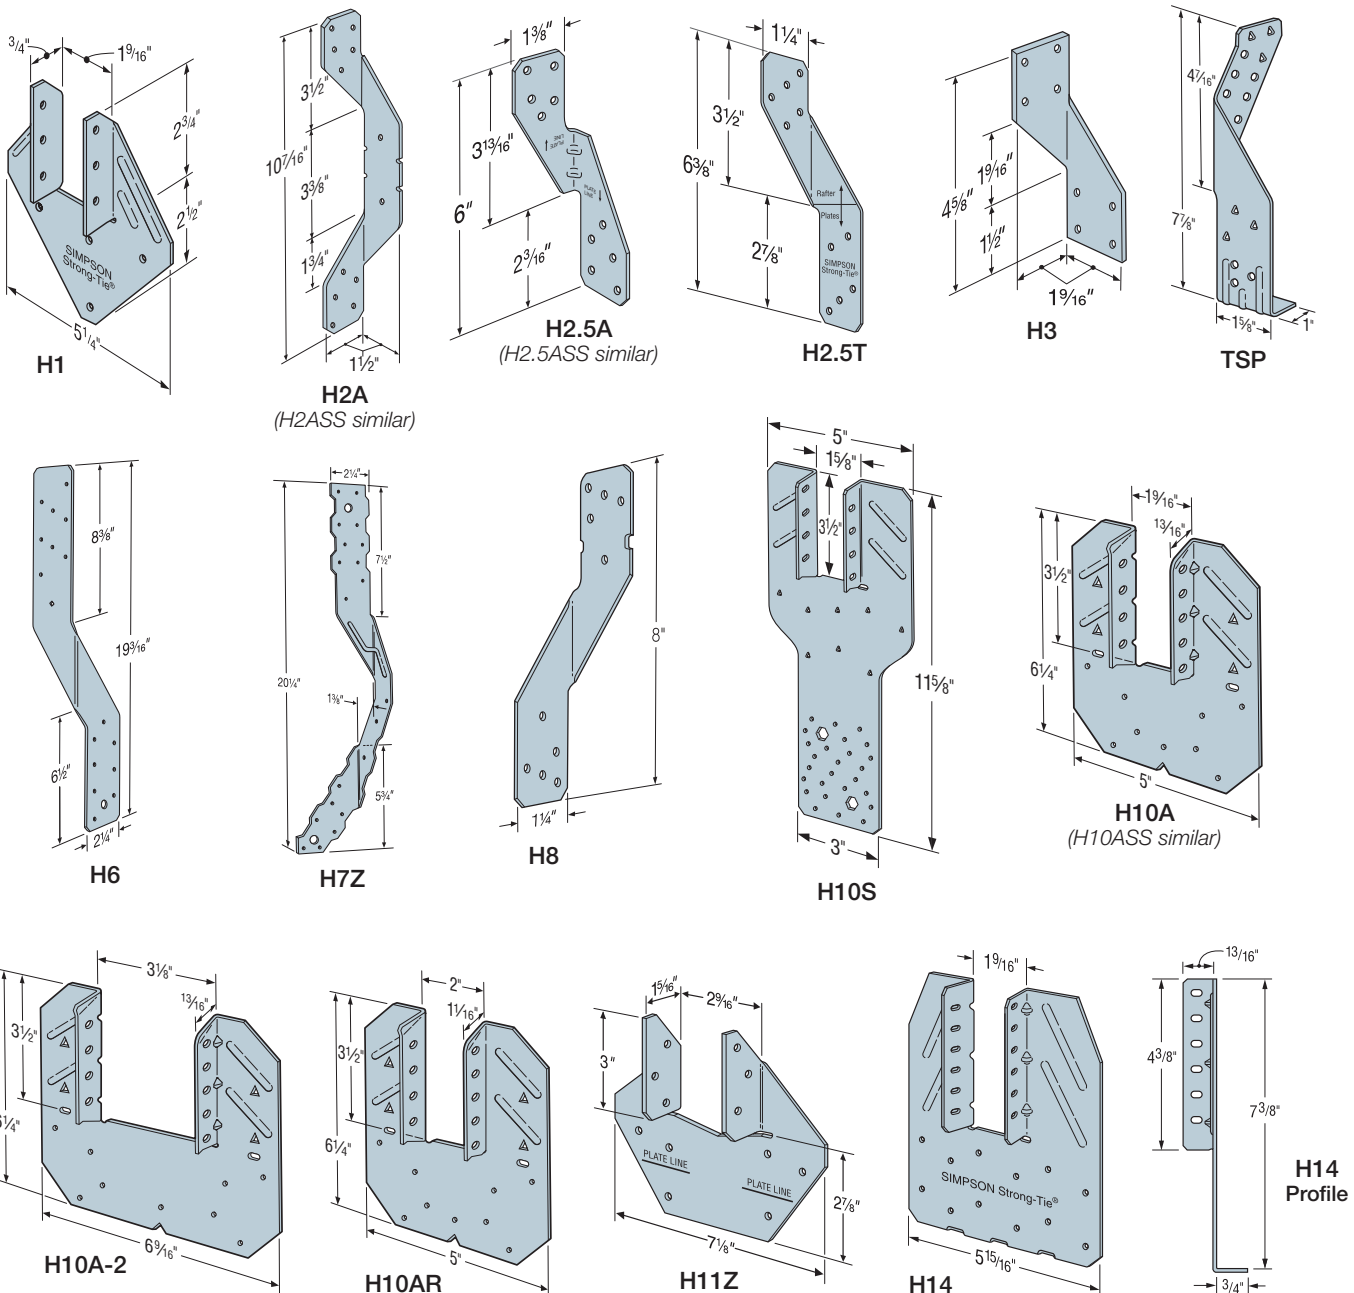 3/4"
1 9/16"
2 3/4"
2 1/2"
SIMPSON
Strong-Tie®
5 1/4"
H1
3 1/2"
10 7/16"
3 3/8"
1 3/4"
1 1/2"
H2A
(H2ASS similar)
1 3/8"
3 13/16"
6"
2 3/16"
PLATE
LINE
PLATE
LINE
H2.5A
(H2.5ASS similar)
1 1/4"
3 1/2"
6 3/8"
Rafter
Plates
2 7/8"
SIMPSON
Strong-Tie®
H2.5T
1 9/16"
4 5/8"
1 1/2"
1 9/16"
H3
4 7/16"
7 7/8"
1 5/8"
1"
TSP
8 3/8"
19 3/16"
6 1/2"
2 1/4"
H6
2 1/4"
7 1/2"
20 1/4"
1 3/8"
5 3/4"
H7Z
8"
1 1/4"
H8
5"
1 5/8"
3 1/2"
11 5/8"
3"
H10S
1 9/16"
13/16"
3 1/2"
6 1/4"
5"
H10A
(H10ASS similar)
3 1/8"
13/16"
3 1/2"
6 9/16"
H10A-2
2"
1 1/16"
3 1/2"
6 1/4"
5"
H10AR
1 5/16"
2 9/16"
3"
PLATE LINE
PLATE LINE
2 7/8"
7 1/8"
H11Z
1 9/16"
SIMPSON Strong-Tie®
5 15/16"
H14
13/16"
4 3/8"
7 3/8"
3/4"
H14
Profile